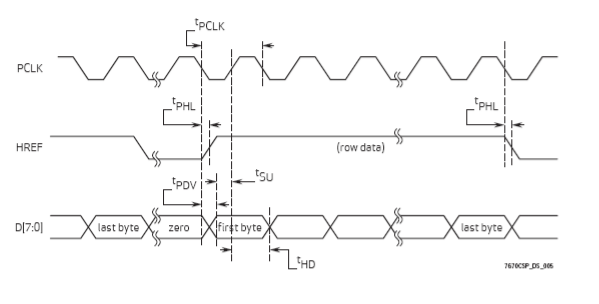 tPCLK
PCLK
tPHL
tPHL
HREF
(row data)
tPDV
tSU
D[7:0]
last byte
zero
first byte
last byte
tHD
7670CSP_DS_005